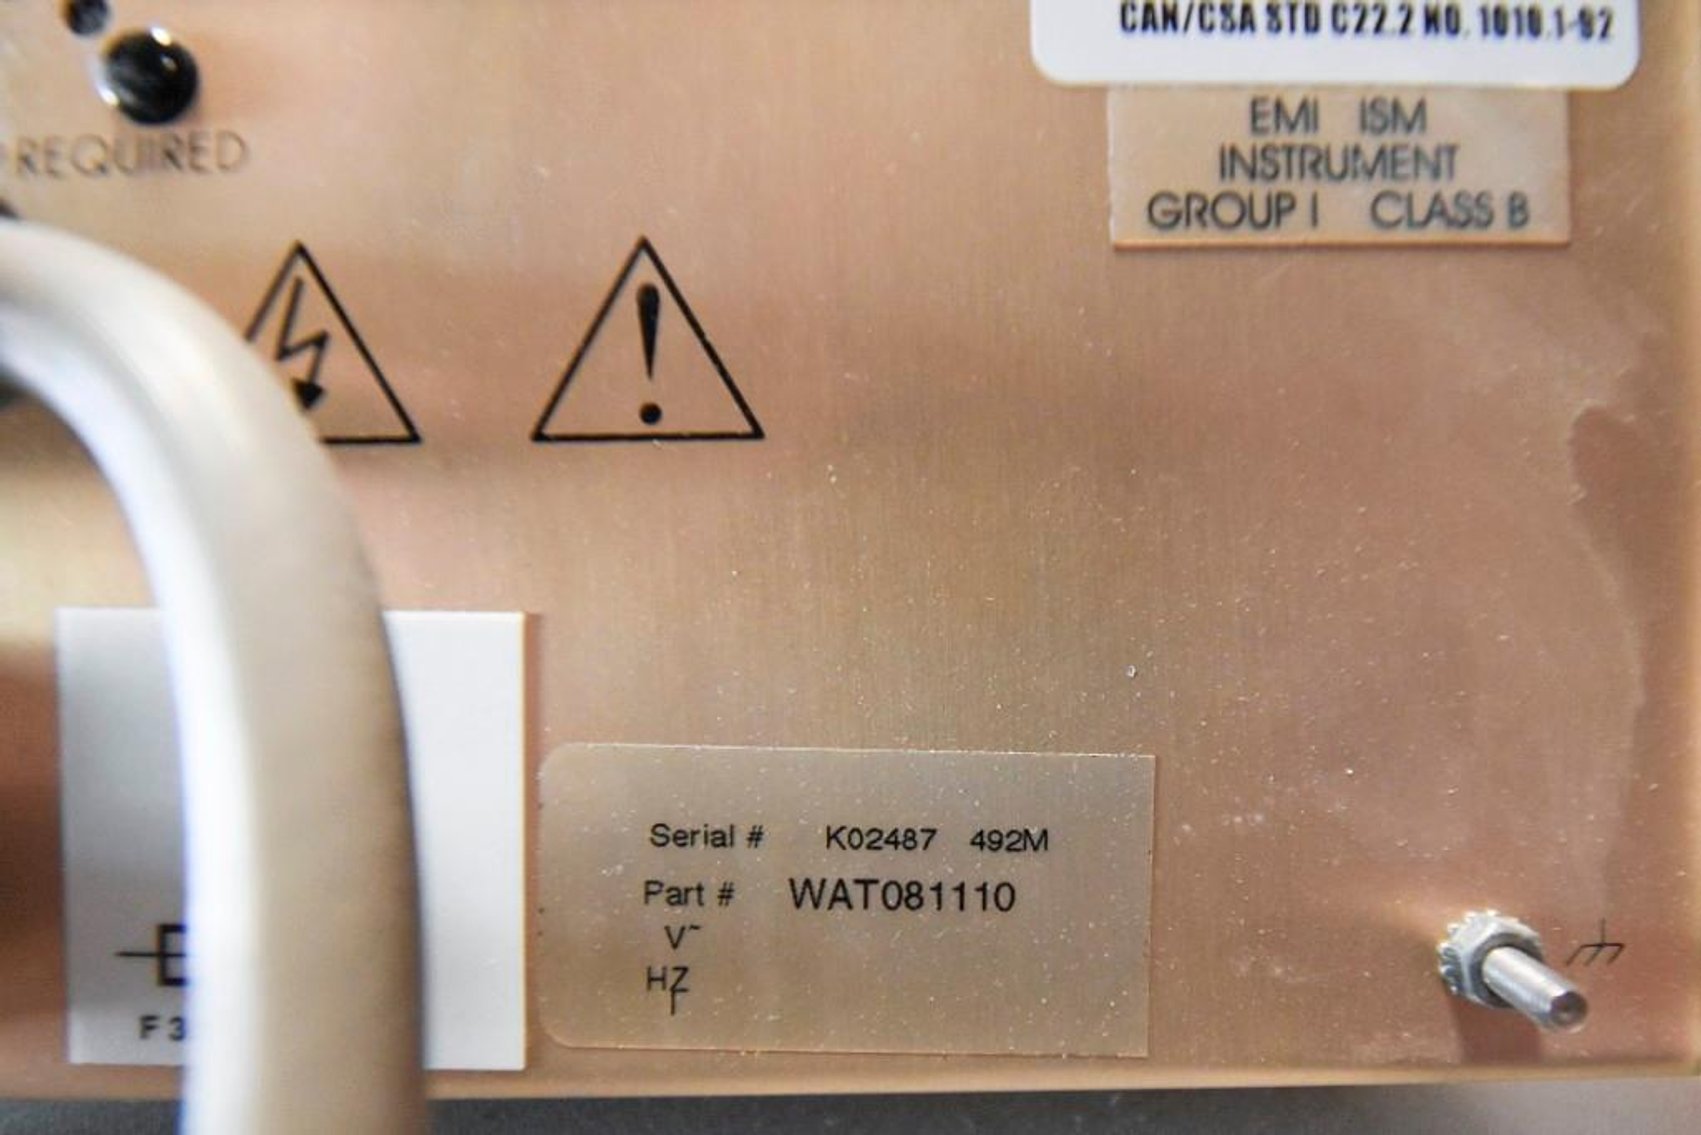 CAN/CSA STD C22.2 NO. 1010.1-92
EMI ISM
INSTRUMENT
GROUP I CLASS B
REQUIRED
Serial # K02487 492M
Part # WAT081110
V~
HZ
F 3